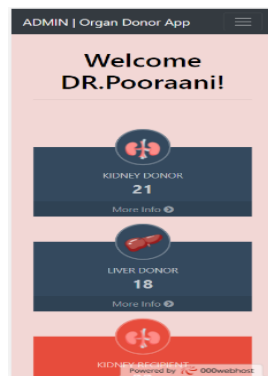 ADMIN | Organ Donor App
Welcome
DR.Pooraani!
KIDNEY DONOR
21
More Info
LIVER DONOR
18
More Info
KIDNEY RECIPIENT
Powered by 000webhost